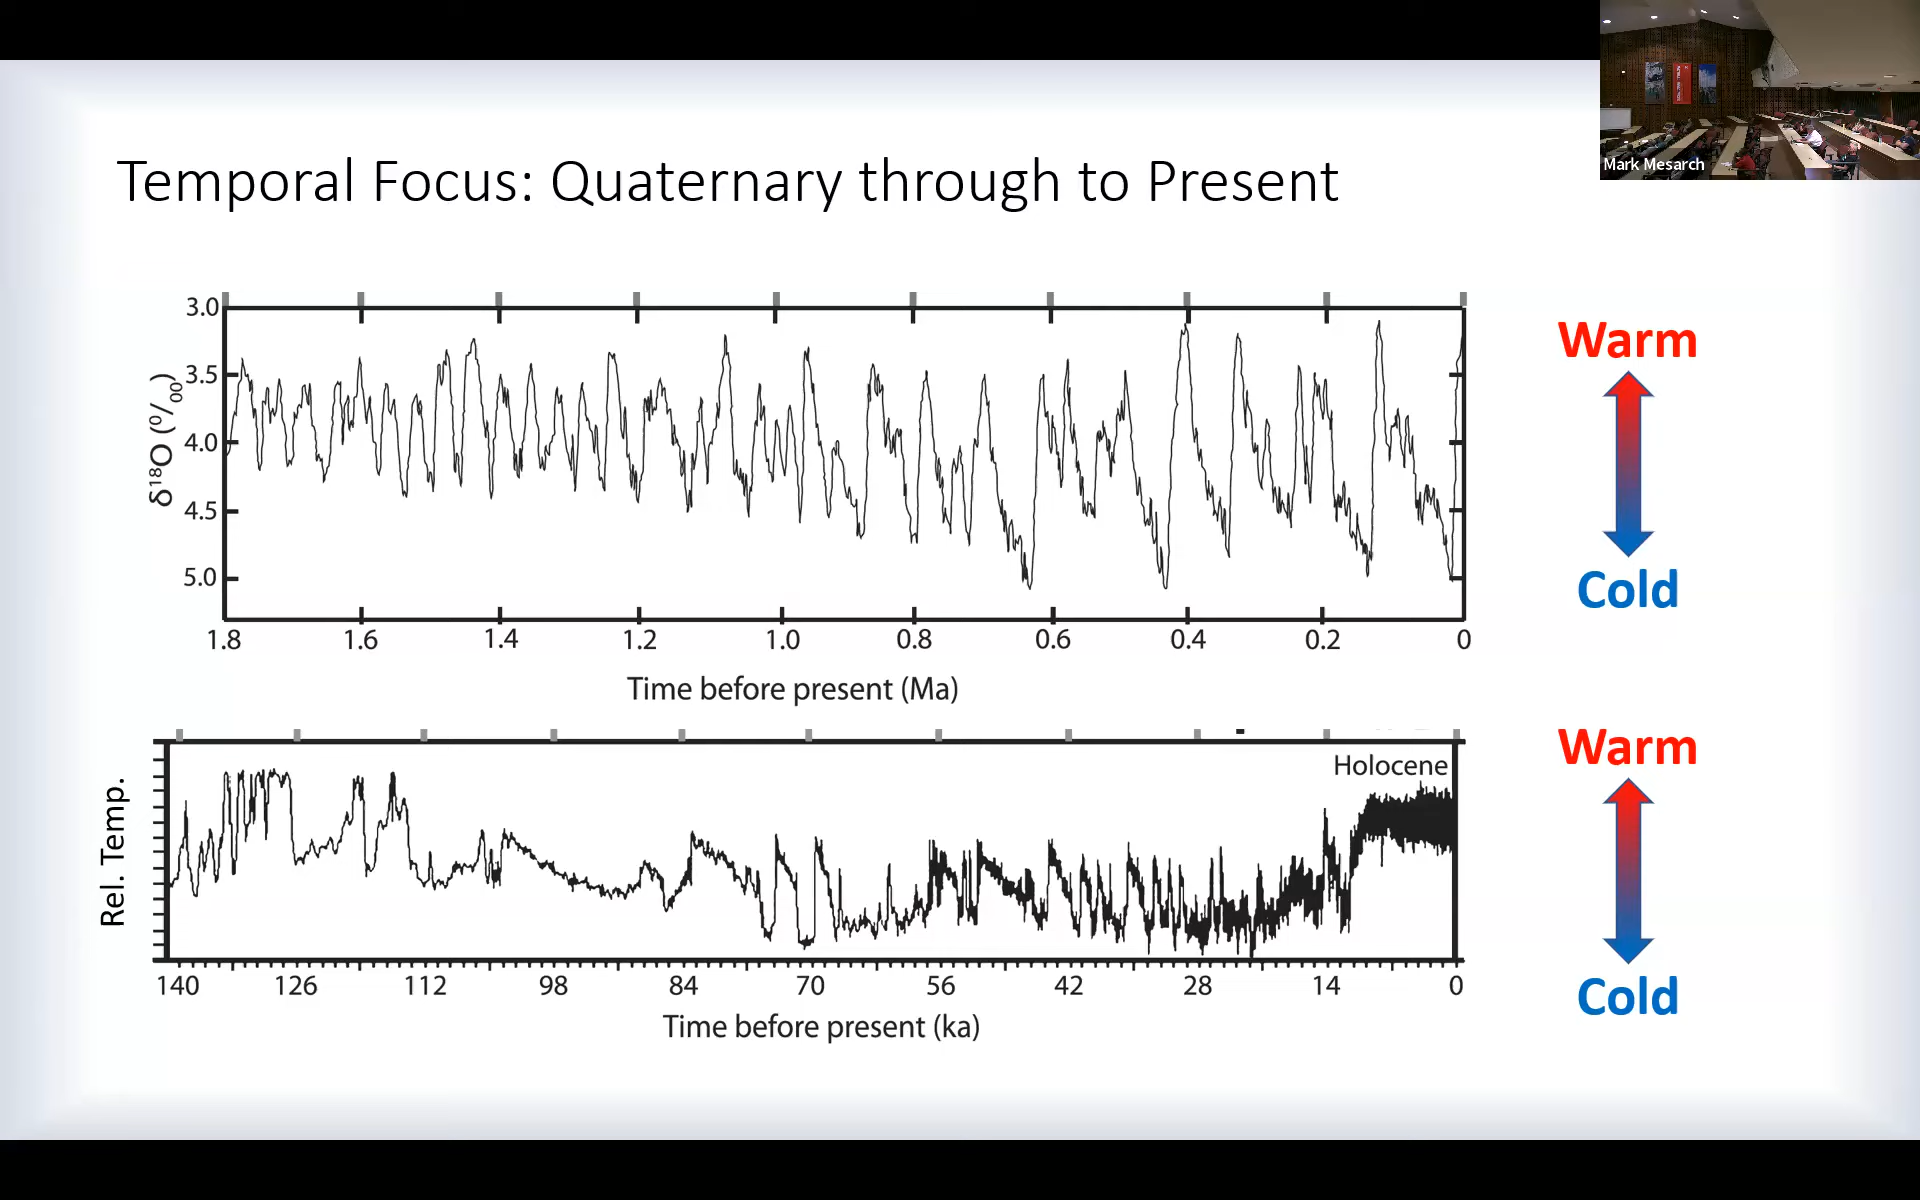 Mark Mesarch
Temporal Focus: Quaternary through to Present
3.0
3.5
4.0
4.5
5.0
δ¹⁸O (⁰/₀₀)
1.8 1.6 1.4 1.2 1.0 0.8 0.6 0.4 0.2 0
Time before present (Ma)
Warm
Cold
Rel. Temp.
Holocene
140 126 112 98 84 70 56 42 28 14 0
Time before present (ka)
Warm
Cold